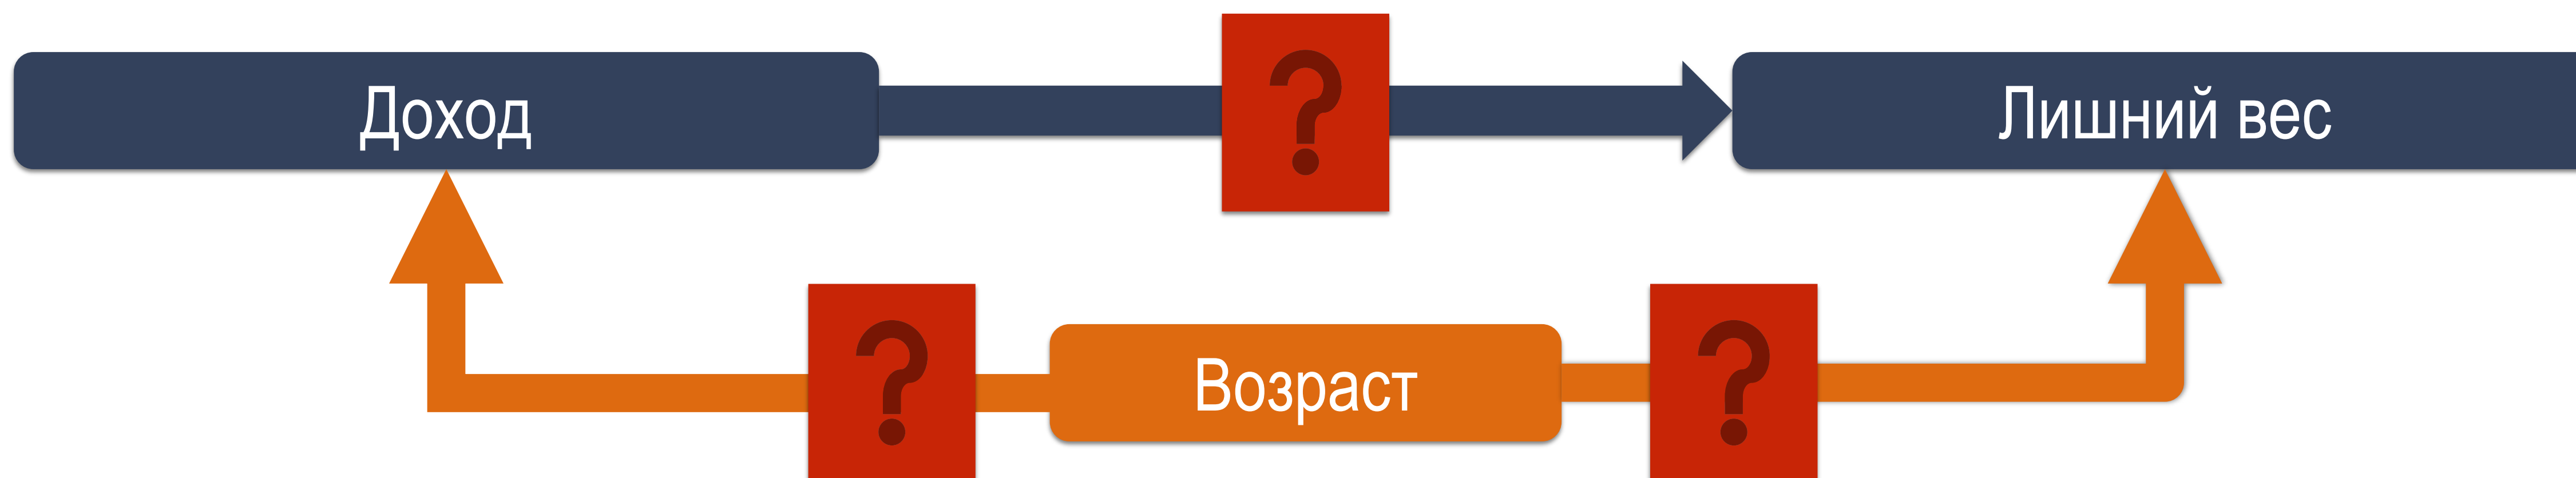 ?
Доход
Лишний вес
?
Возраст
?